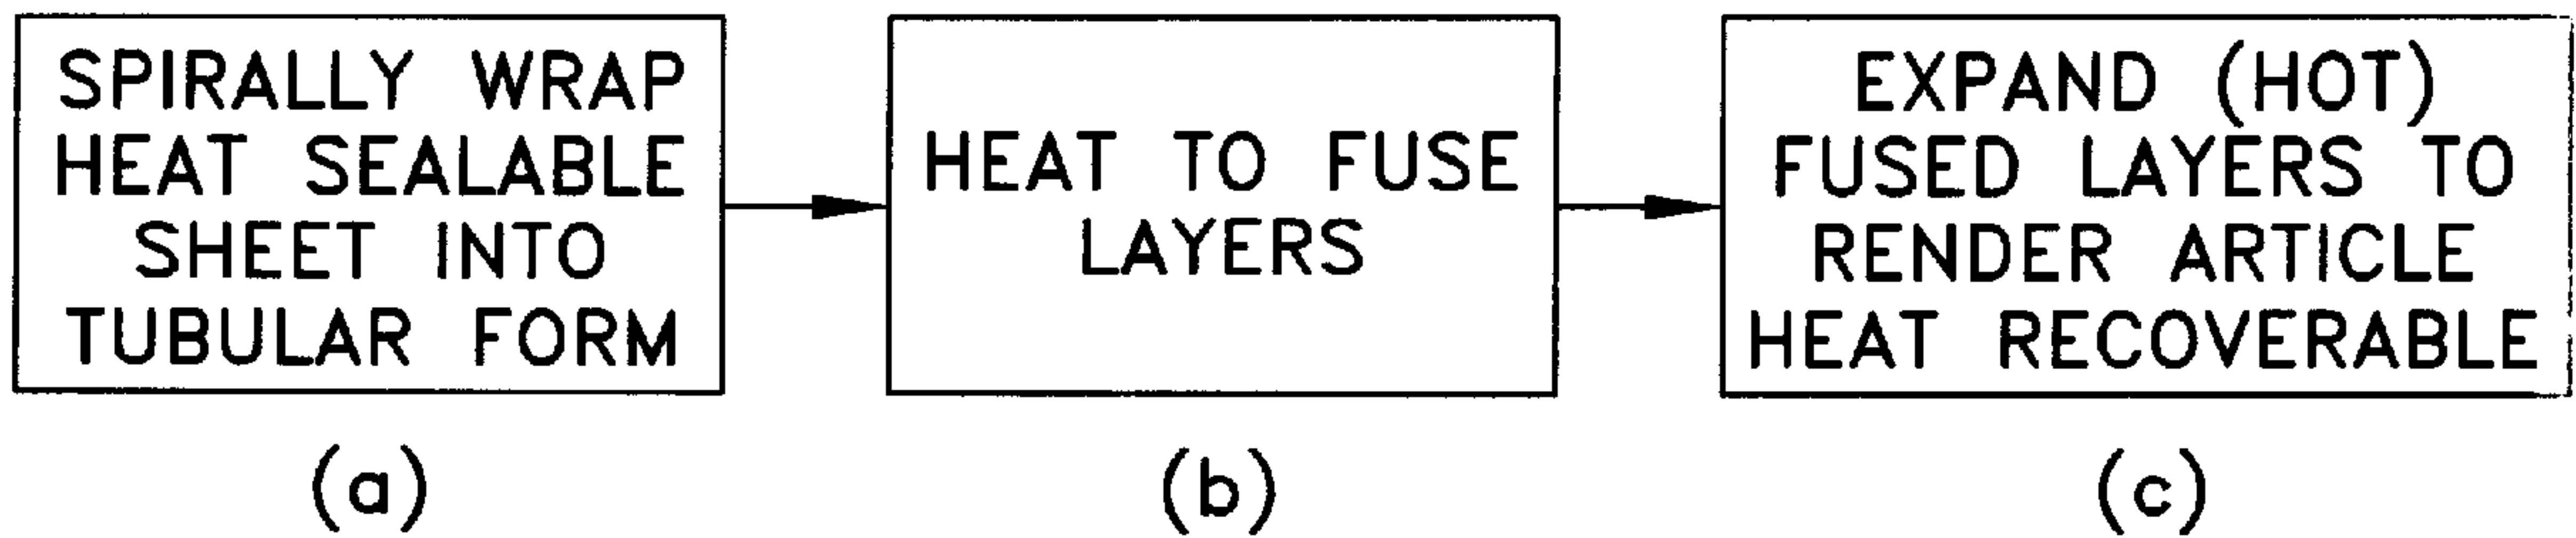 SPIRALLY WRAP
HEAT SEALABLE
SHEET INTO
TUBULAR FORM
(a)
HEAT TO FUSE
LAYERS
(b)
EXPAND (HOT)
FUSED LAYERS TO
RENDER ARTICLE
HEAT RECOVERABLE
(c)